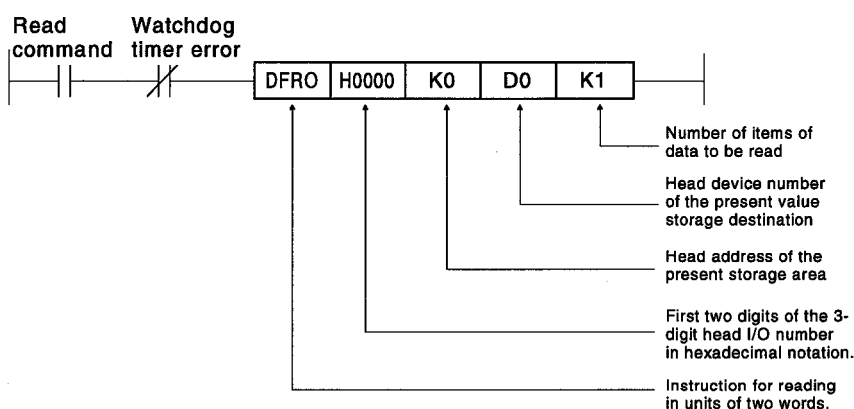 Read
command
Watchdog
timer error
DFRO H0000 K0 D0 K1
Number of items of
data to be read
Head device number
of the present value
storage destination
Head address of the
present storage area
First two digits of the 3-
digit head I/O number
in hexadecimal notation.
Instruction for reading
in units of two words.